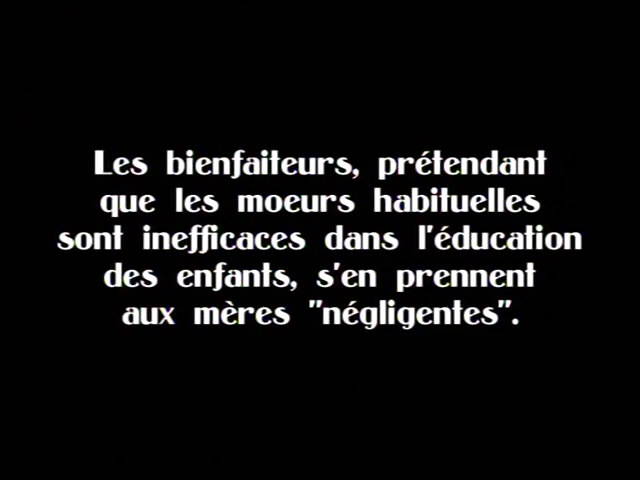 Les bienfaiteurs, prétendant
que les moeurs habituelles
sont inefficaces dans l'éducation
des enfants, s'en prennent
aux mères "négligentes".